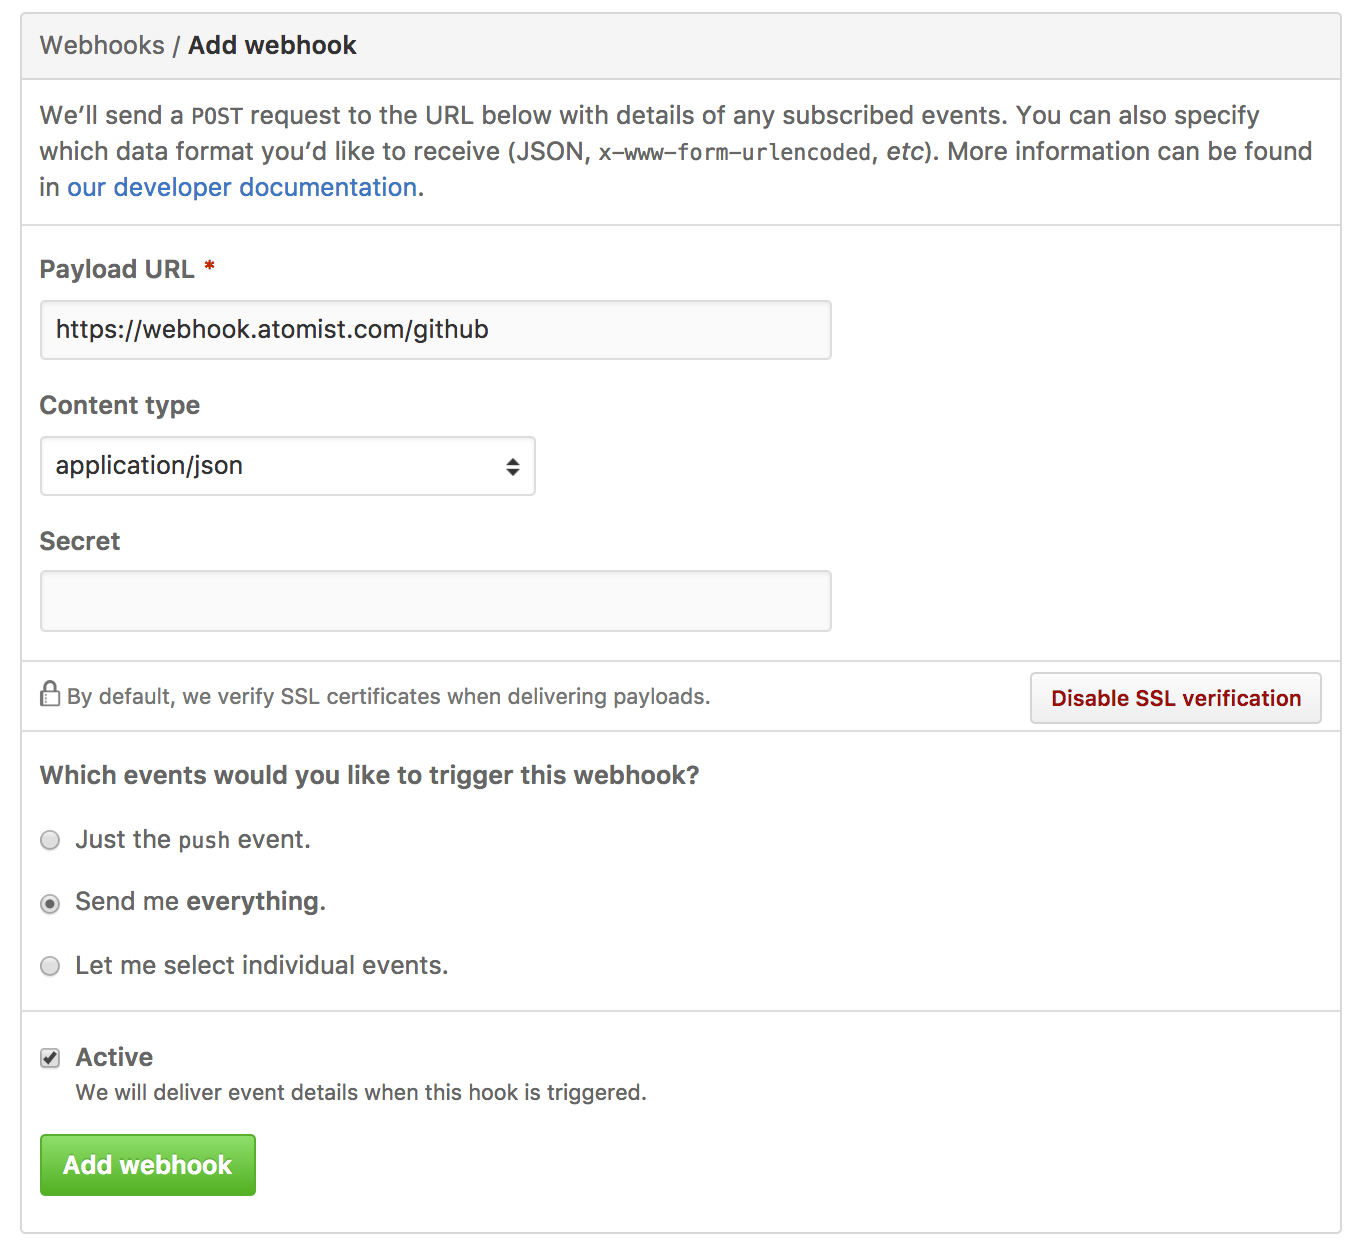 Webhooks / Add webhook
We’ll send a POST request to the URL below with details of any subscribed events. You can also specify
which data format you’d like to receive (JSON, x-www-form-urlencoded, etc). More information can be found
in our developer documentation.
Payload URL *
https://webhook.atomist.com/github
Content type
application/json
Secret
By default, we verify SSL certificates when delivering payloads.
Disable SSL verification
Which events would you like to trigger this webhook?
Just the push event.
Send me everything.
Let me select individual events.
Active
We will deliver event details when this hook is triggered.
Add webhook